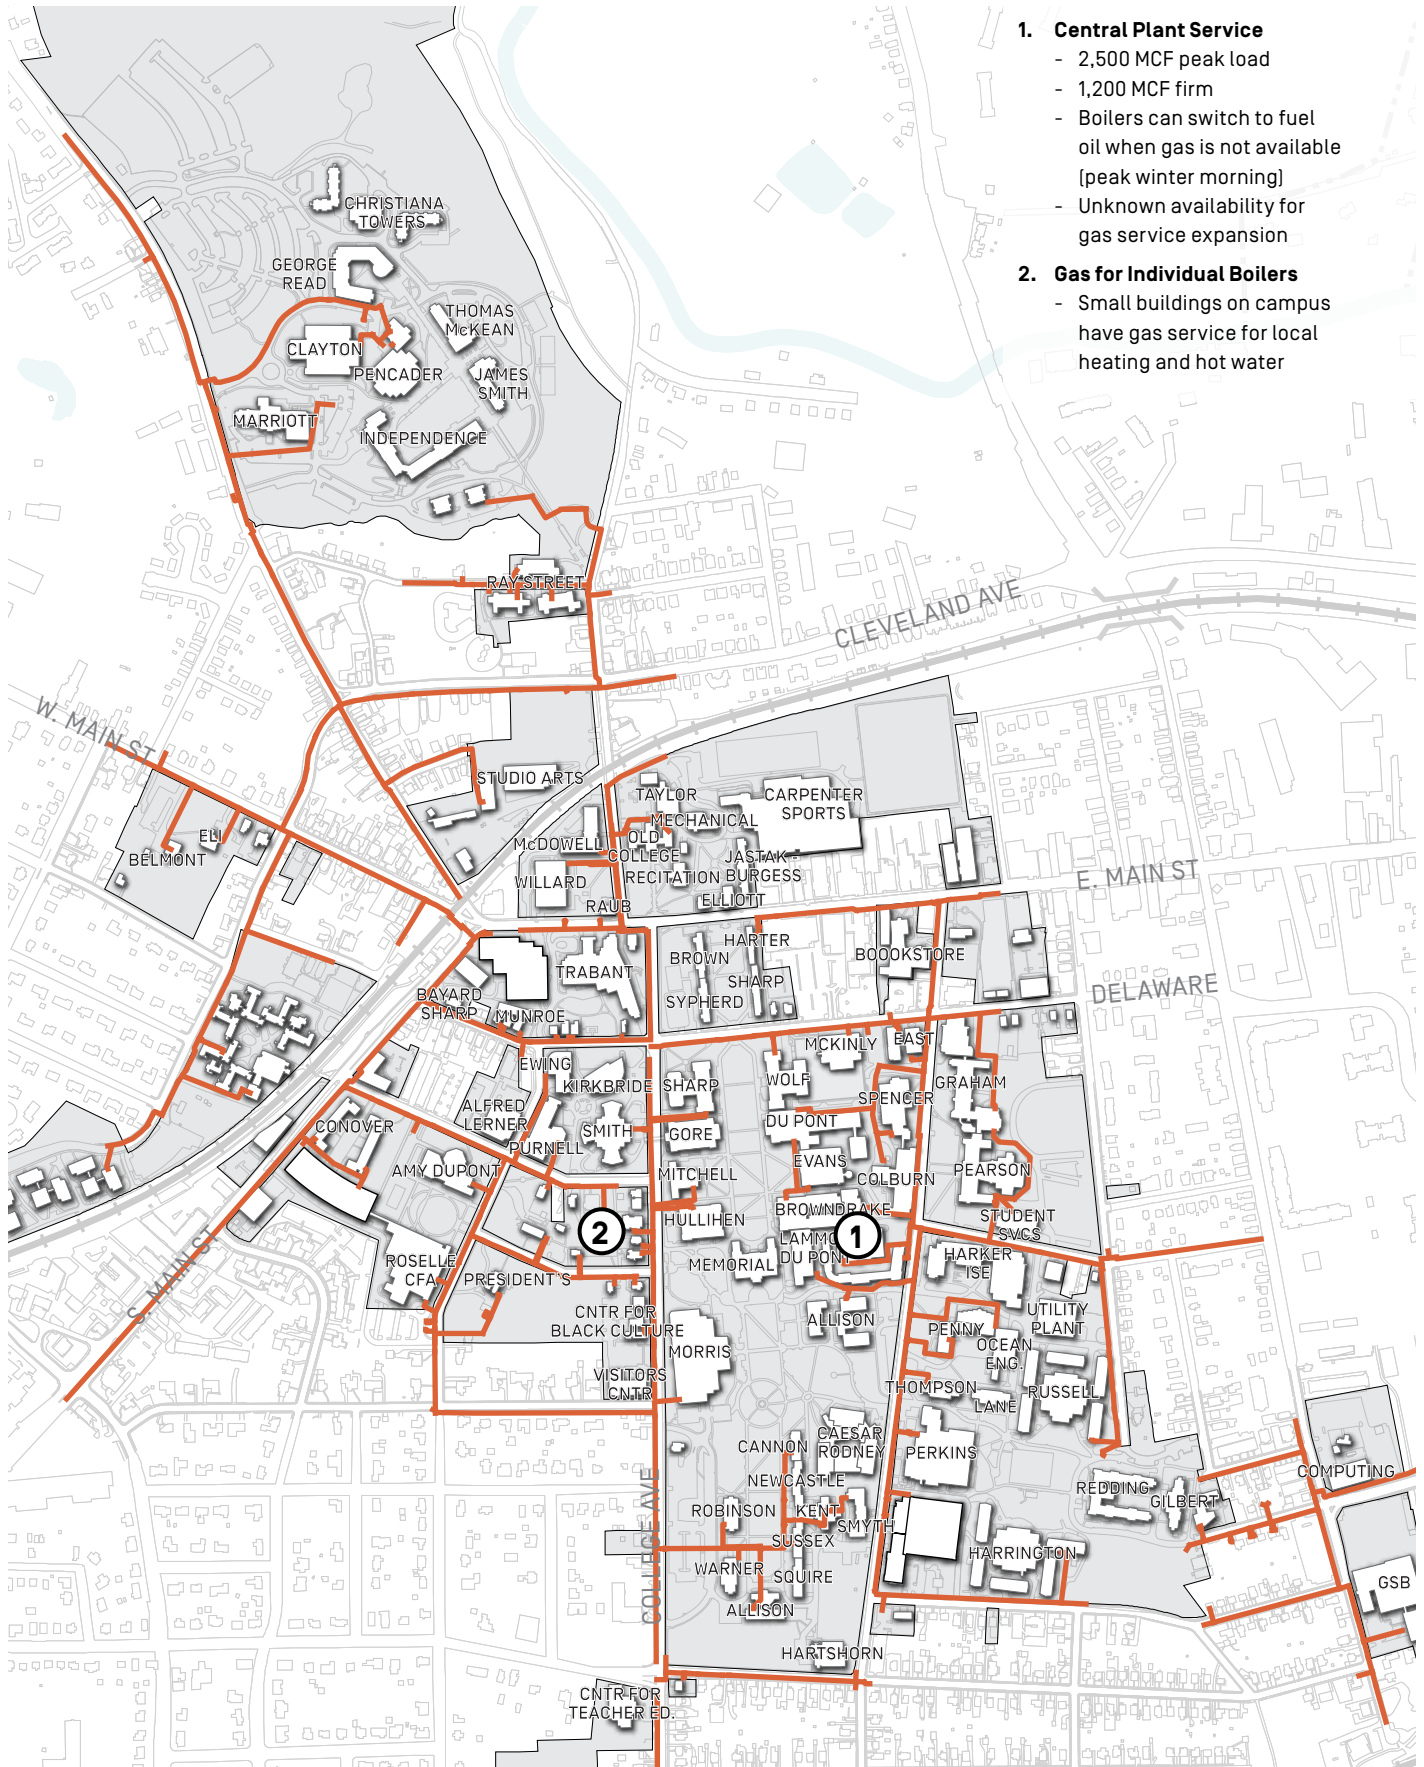 1. Central Plant Service
- 2,500 MCF peak load
- 1,200 MCF firm
- Boilers can switch to fuel
oil when gas is not available
(peak winter morning)
- Unknown availability for
gas service expansion
2. Gas for Individual Boilers
- Small buildings on campus
have gas service for local
heating and hot water
CHRISTIANA
TOWERS
GEORGE
READ
THOMAS
McKEAN
CLAYTON
PENCADER
JAMES
SMITH
MARRIOTT
INDEPENDENCE
RAY STREET
CLEVELAND AVE
W. MAIN ST
STUDIO ARTS
TAYLOR
CARPENTER
SPORTS
MECHANICAL
ELI
BELMONT
McDOWELL
OLD
COLLEGE
JASTAK -
BURGESS
WILLARD
RECITATION
E. MAIN ST
ELLIOTT
RAUB
HARTER
BROWN
BOOOKSTORE
TRABANT
SHARP
SYPHERD
DELAWARE
BAYARD
SHARP
MUNROE
MCKINLY
EAST
EWING
KIRKBRIDE
SHARP
WOLF
GRAHAM
SPENCER
ALFRED
LERNER
CONOVER
SMITH
GORE
DU PONT
PURNELL
EVANS
AMY DUPONT
MITCHELL
COLBURN
PEARSON
BROWN
DRAKE
HULLIHEN
STUDENT
SVCS
2
1
LAMMO
DU PONT
S. MAIN ST
ROSELLE
CFA
MEMORIAL
HARKER
ISE
PRESIDENT'S
CNTR FOR
BLACK CULTURE
ALLISON
UTILITY
PLANT
PENNY
OCEAN
ENG.
MORRIS
VISITORS
CNTR
THOMPSON
LANE
RUSSELL
CAESAR
RODNEY
CANNON
PERKINS
COMPUTING
NEWCASTLE
REDDING
GILBERT
COLLEGE AVE
ROBINSON
KENT
SMYTH
SUSSEX
HARRINGTON
WARNER
SQUIRE
GSB
ALLISON
HARTSHORN
CNTR FOR
TEACHER ED.